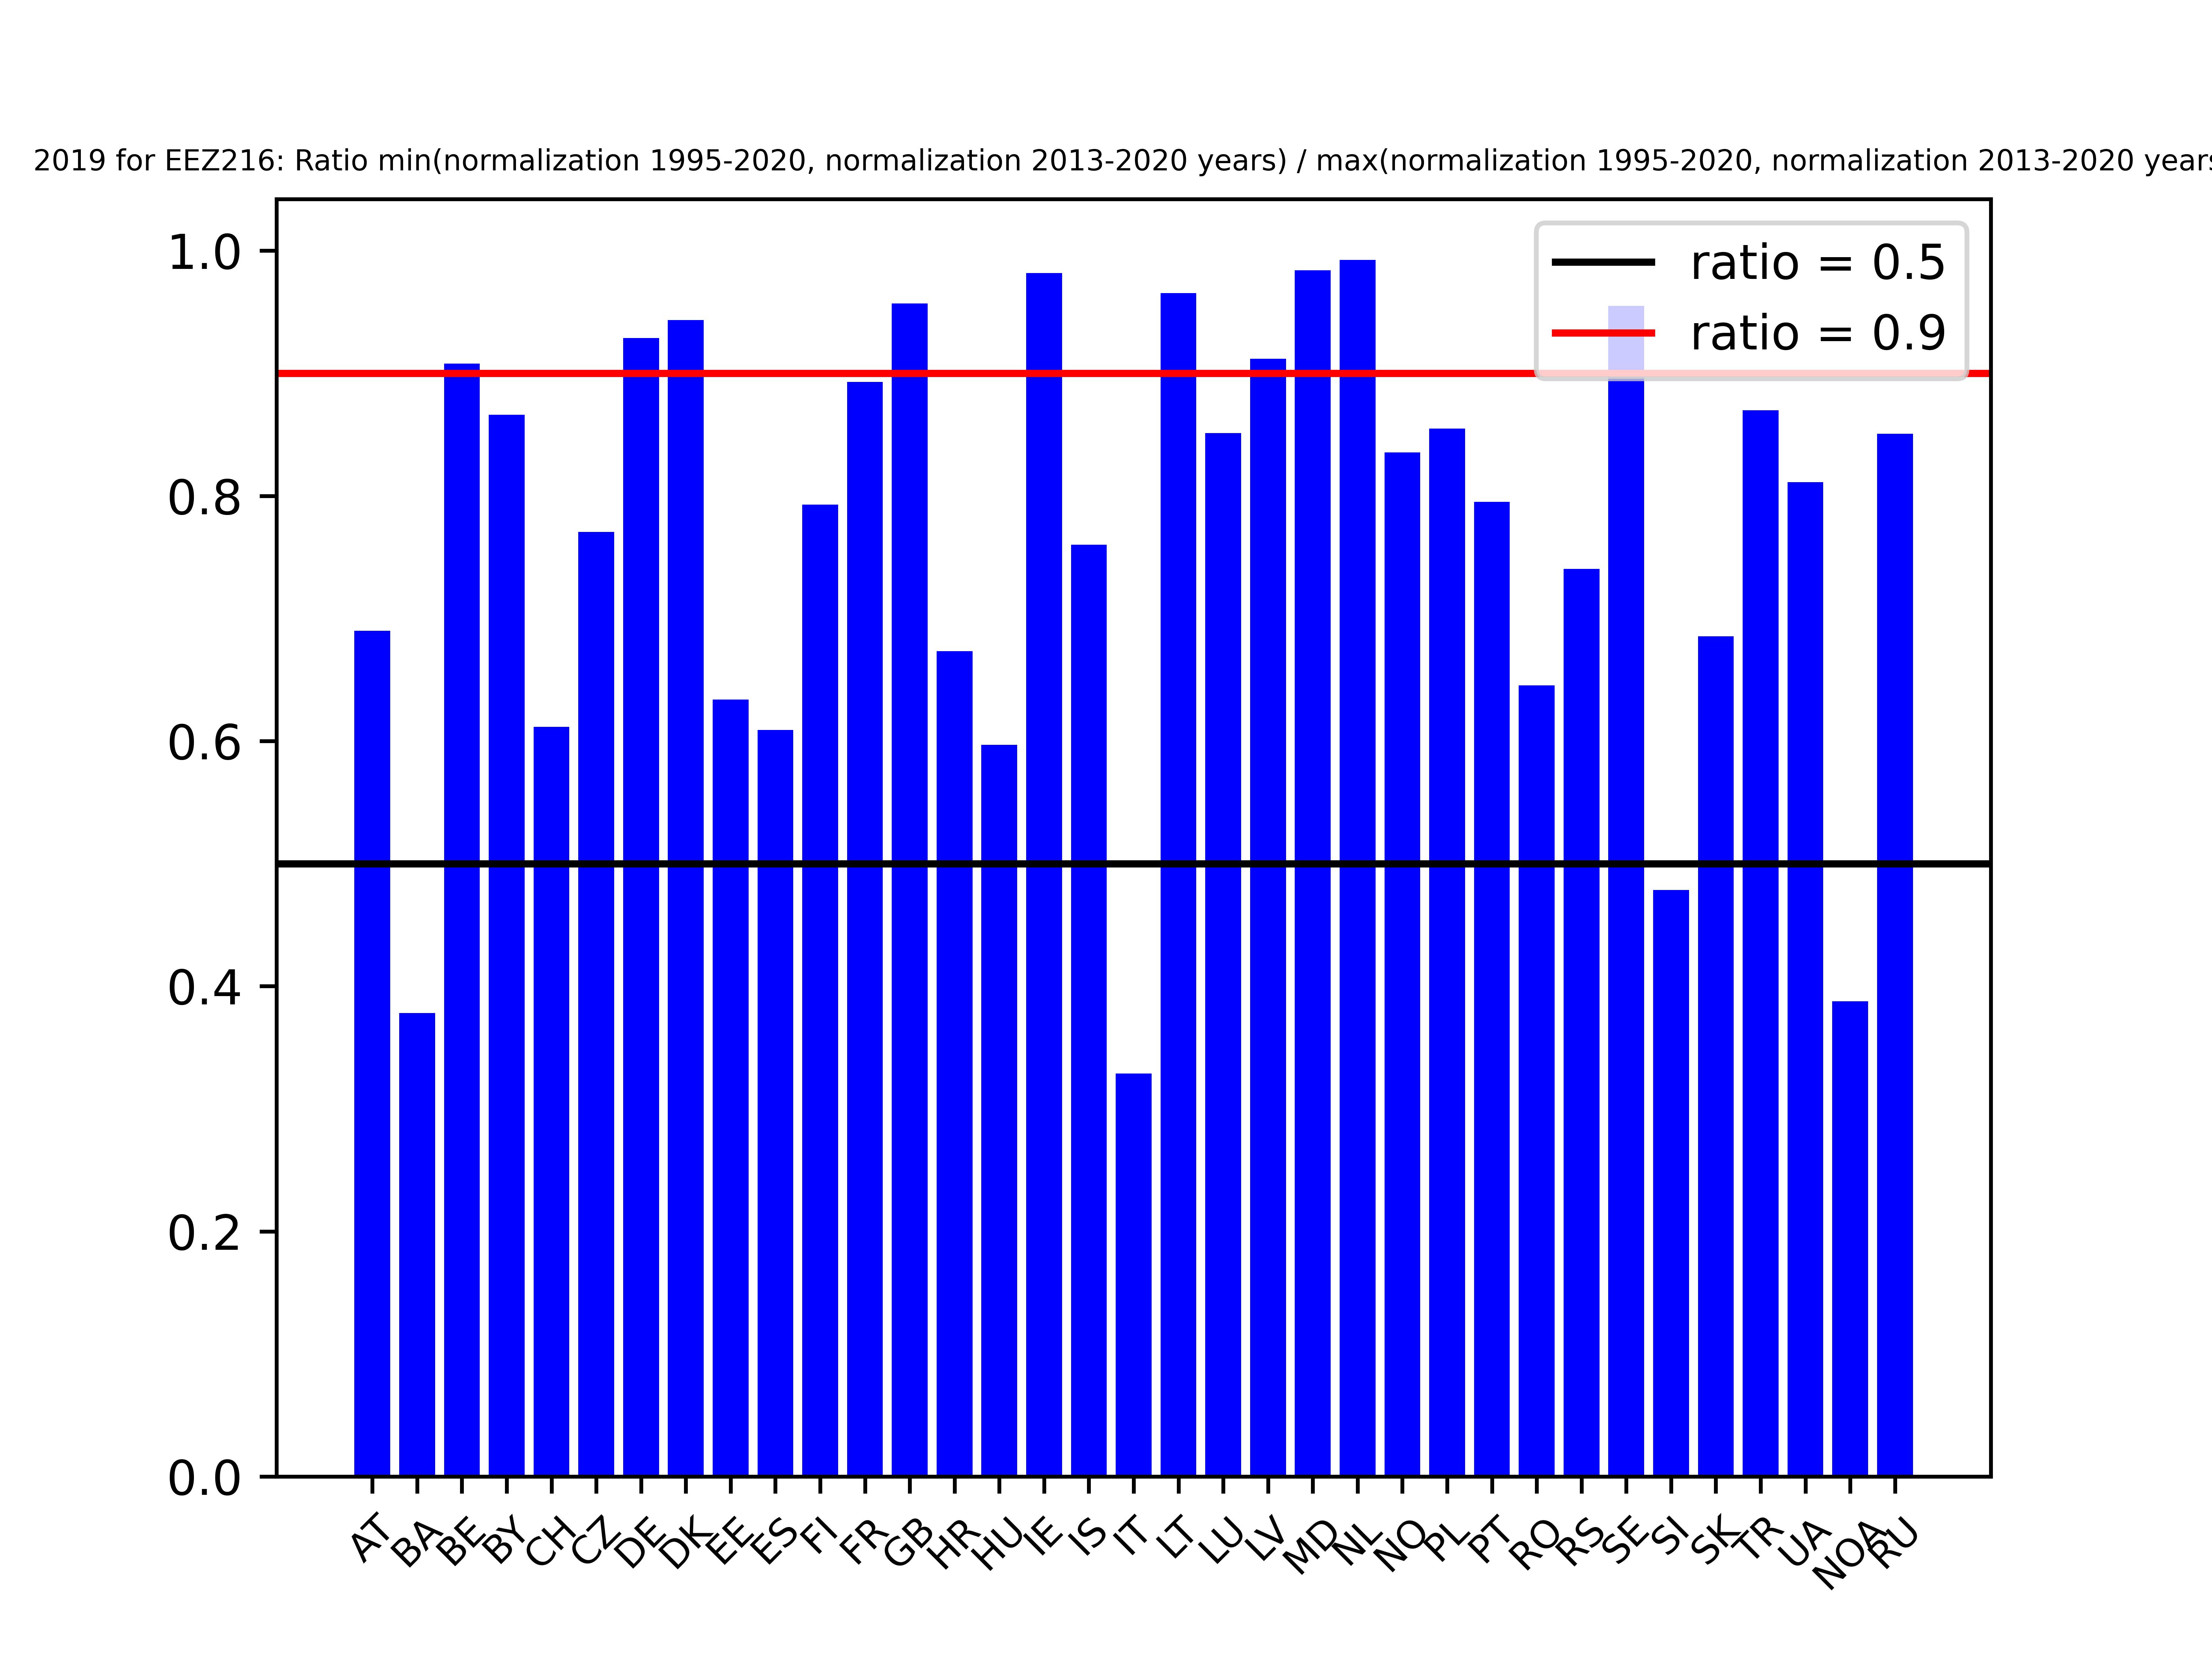 2019 for EEZ216: Ratio min(normalization 1995-2020, normalization 2013-2020 years) / max(normalization 1995-2020, normalization 2013-2020 years
1.0
0.8
0.6
0.4
0.2
0.0
ratio = 0.5
ratio = 0.9
AT BA BE BY CH CZ DE DK EE ES FI FR GB HR HU IE IS IT LT LU LV MD NL NO PL PT RO RS SE SI SK TR UA NOA RU